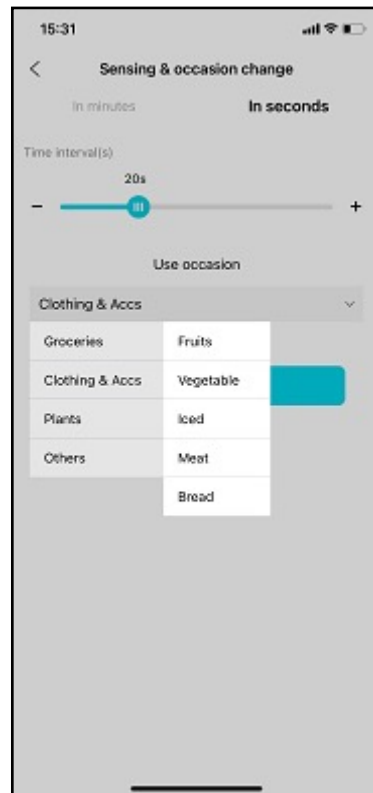 15:31
Sensing & occasion change
In minutes In seconds
Time interval(s)
20s
- +
Use occasion
Clothing & Accs
Groceries Fruits
Clothing & Accs Vegetable
Plants Iced
Others Meat
Bread